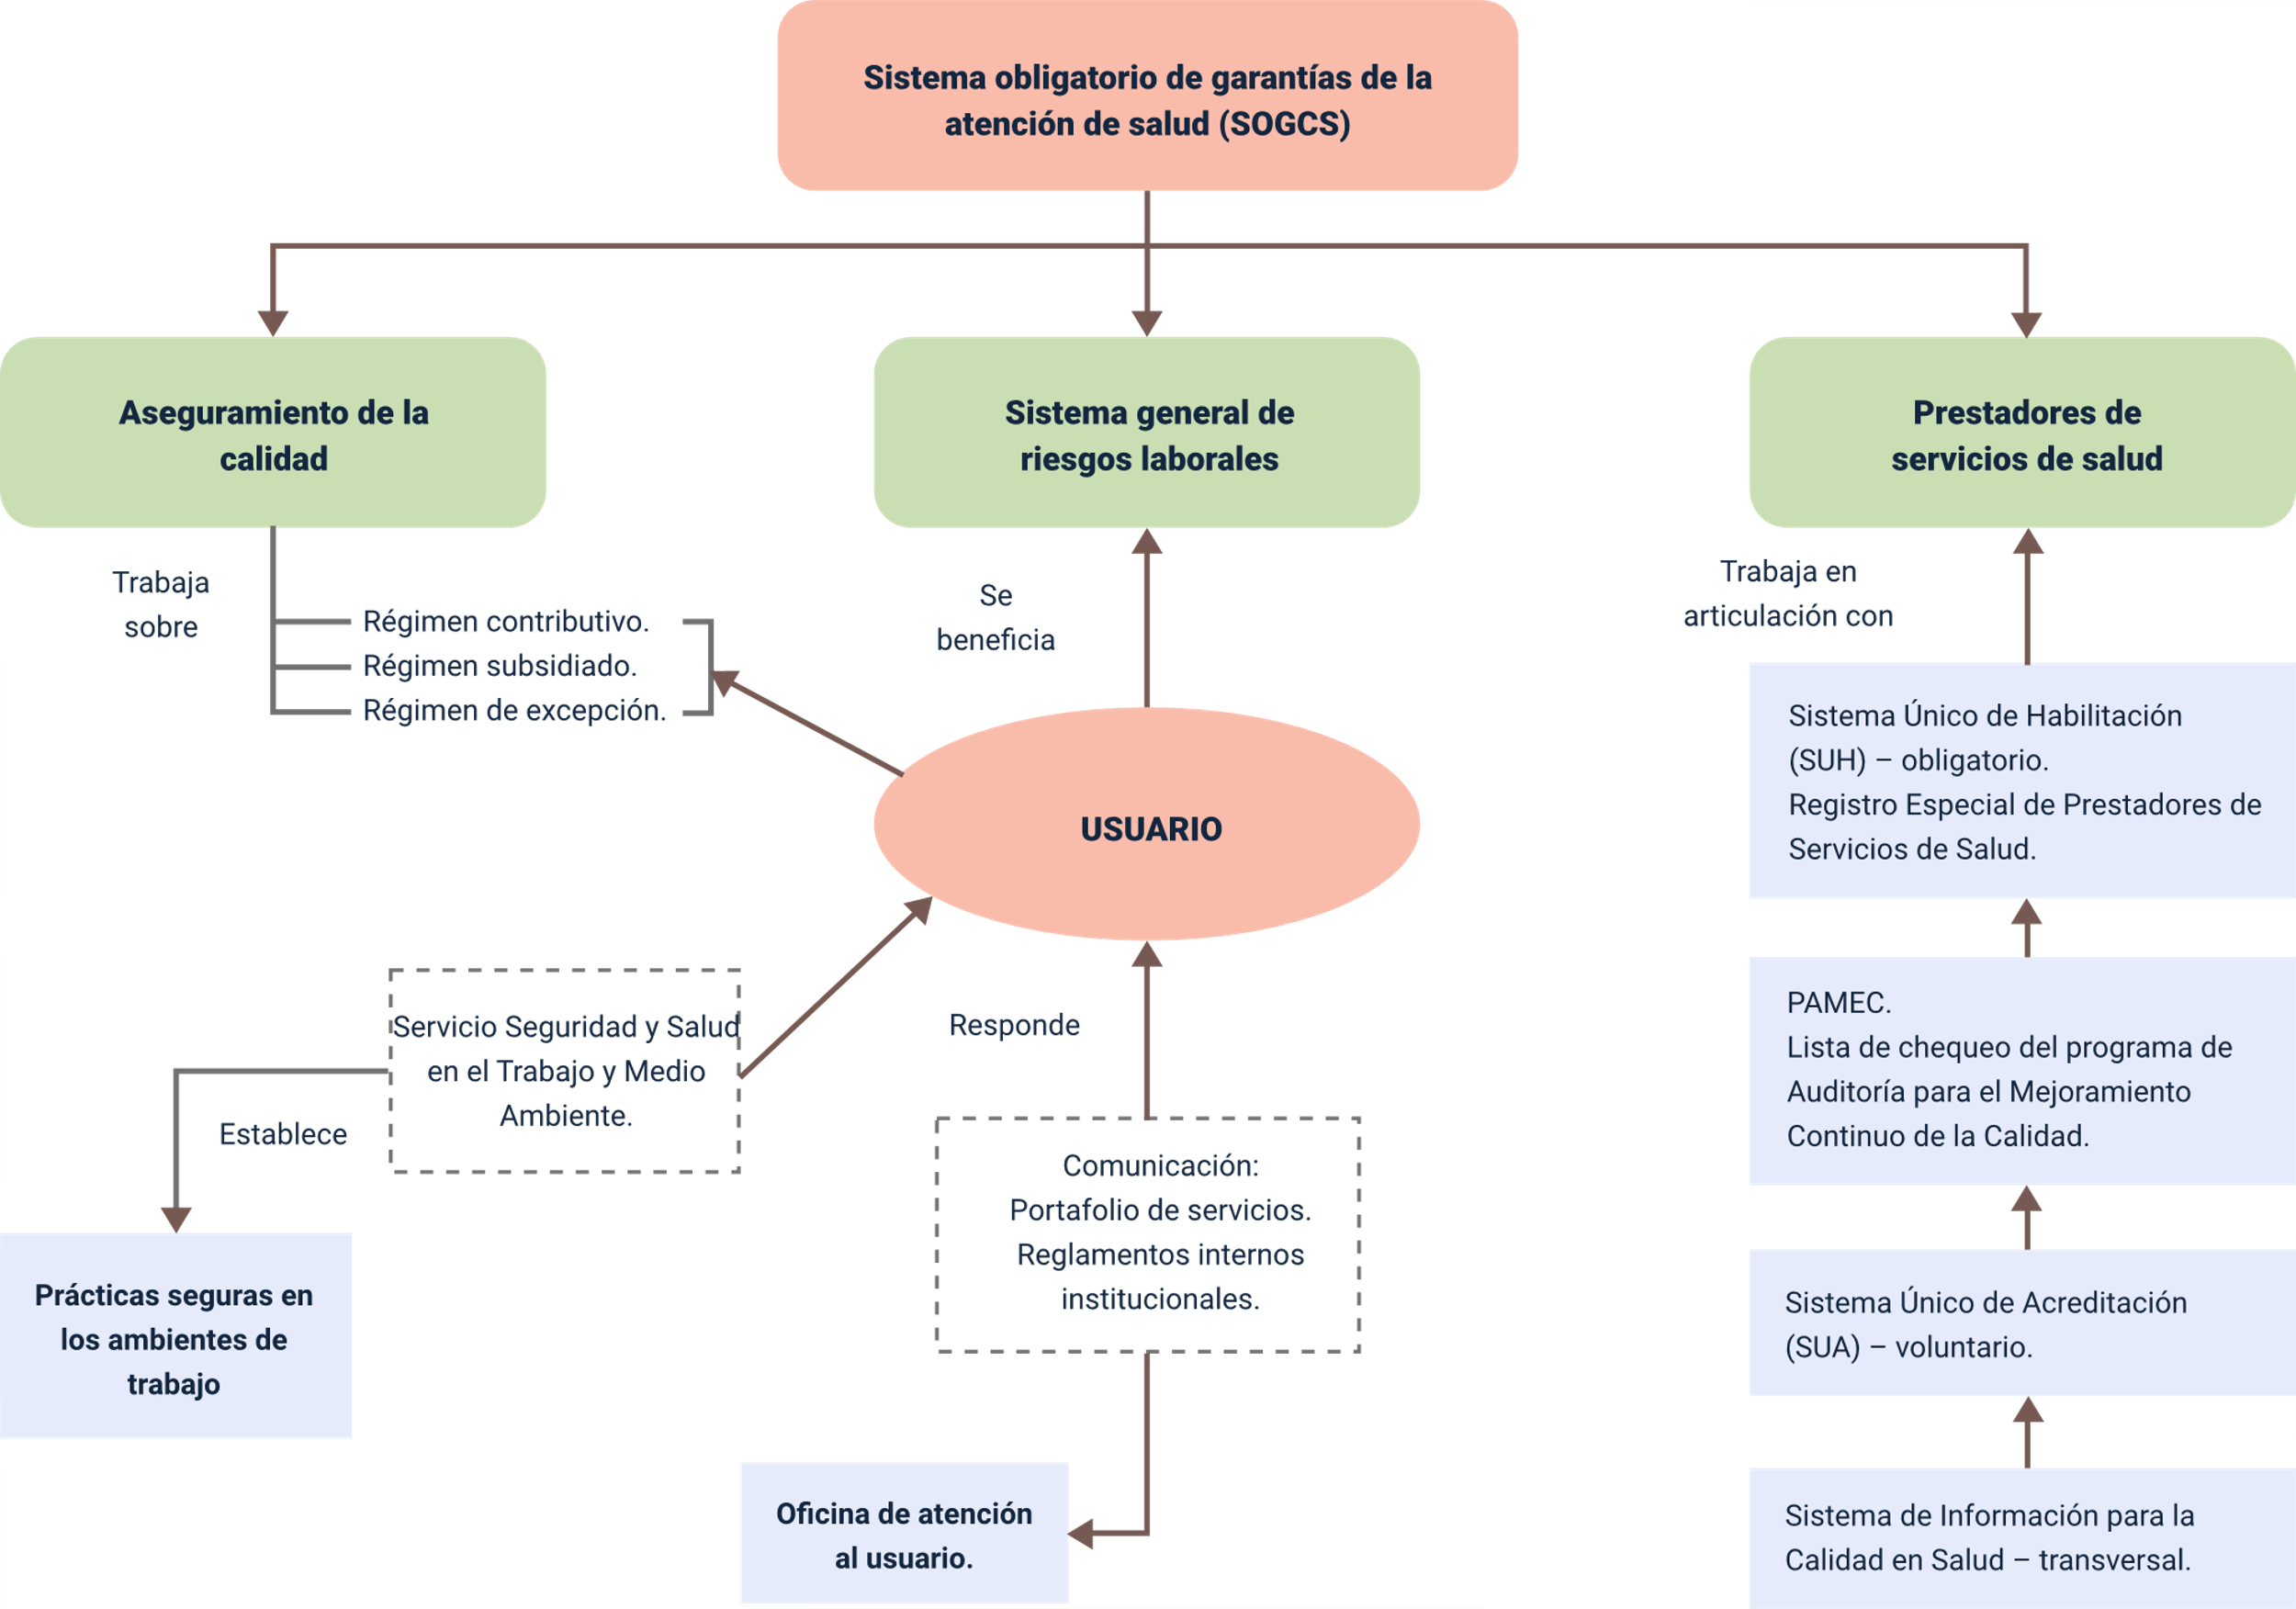 Sistema obligatorio de garantías de la
atención de salud (SOGCS)
Aseguramiento de la
calidad
Sistema general de
riesgos laborales
Prestadores de
servicios de salud
Trabaja
sobre
Régimen contributivo.
Régimen subsidiado.
Régimen de excepción.
Se
beneficia
Trabaja en
articulación con
USUARIO
Sistema Único de Habilitación
(SUH) – obligatorio.
Registro Especial de Prestadores de
Servicios de Salud.
Servicio Seguridad y Salud
en el Trabajo y Medio
Ambiente.
Responde
Establece
PAMEC.
Lista de chequeo del programa de
Auditoría para el Mejoramiento
Continuo de la Calidad.
Comunicación:
Portafolio de servicios.
Reglamentos internos
institucionales.
Prácticas seguras en
los ambientes de
trabajo
Sistema Único de Acreditación
(SUA) – voluntario.
Oficina de atención
al usuario.
Sistema de Información para la
Calidad en Salud – transversal.